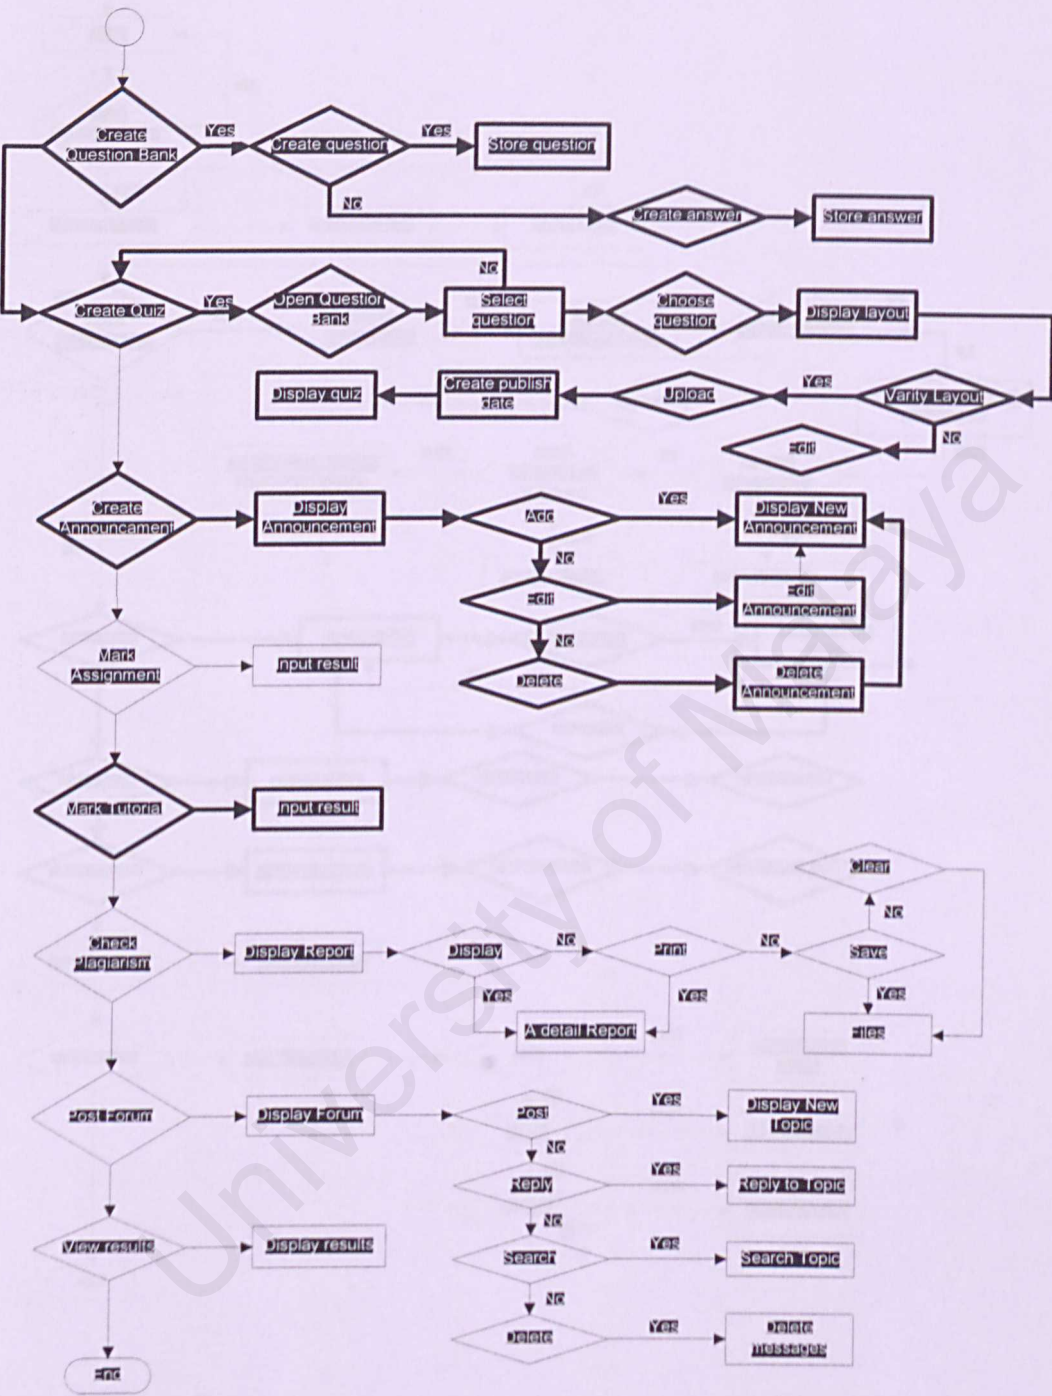 Create
Question Bank
Yes
Create question
Yes
Store question
No
Create answer
Store answer
No
Create Quiz
Yes
Open Question
Bank
Select
question
Choose
question
Display layout
Display quiz
Create publish
date
Upload
Yes
Varity Layout
No
Edit
Create
Announcament
Display
Announcement
Add
Yes
Display New
Announcement
No
Edit
Edit
Announcement
No
Delete
Delete
Announcement
Mark
Assignment
Input result
Mark Tutorial
Input result
Clear
No
Check
Plagiarism
Display Report
Display
No
Print
No
Save
Yes
Yes
Yes
A detail Report
Files
Post Forum
Display Forum
Post
Yes
Display New
Topic
No
Reply
Yes
Reply to Topic
No
View results
Display results
Search
Yes
Search Topic
No
Delete
Yes
Delete
messages
End
University of Malaya